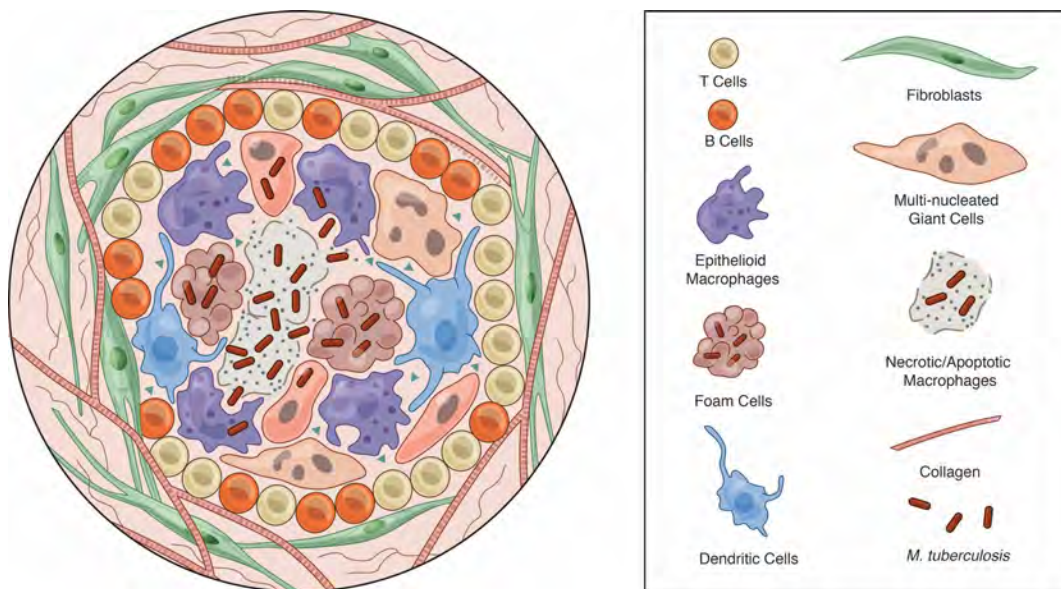 T Cells
B Cells
Epithelioid
Macrophages
Foam Cells
Dendritic Cells
Fibroblasts
Multi-nucleated
Giant Cells
Necrotic/Apoptotic
Macrophages
Collagen
M. tuberculosis